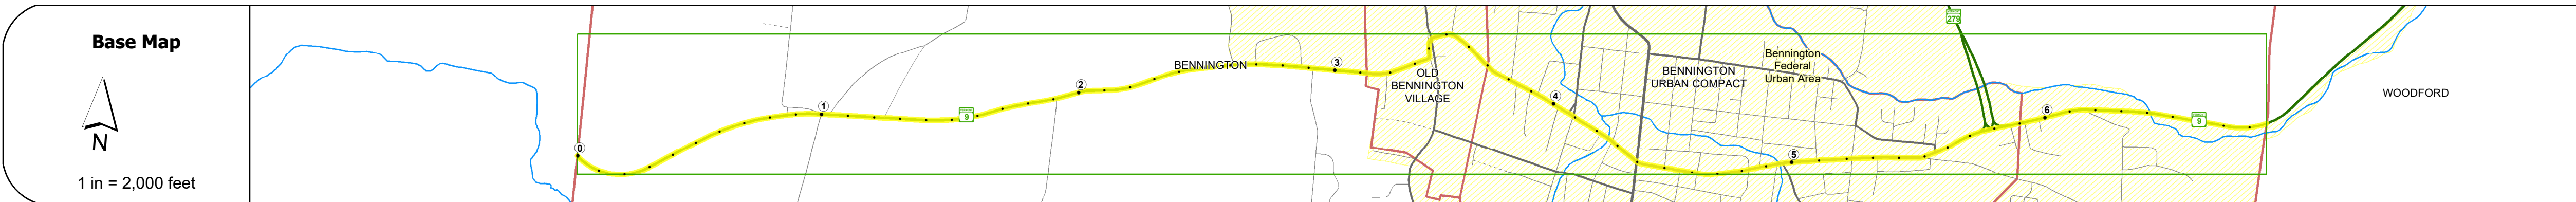 Base Map
N
1 in = 2,000 feet
0
1
9
2
BENNINGTON
3
OLD
BENNINGTON
VILLAGE
4
BENNINGTON
URBAN COMPACT
Bennington
Federal
Urban Area
5
279
6
9
WOODFORD